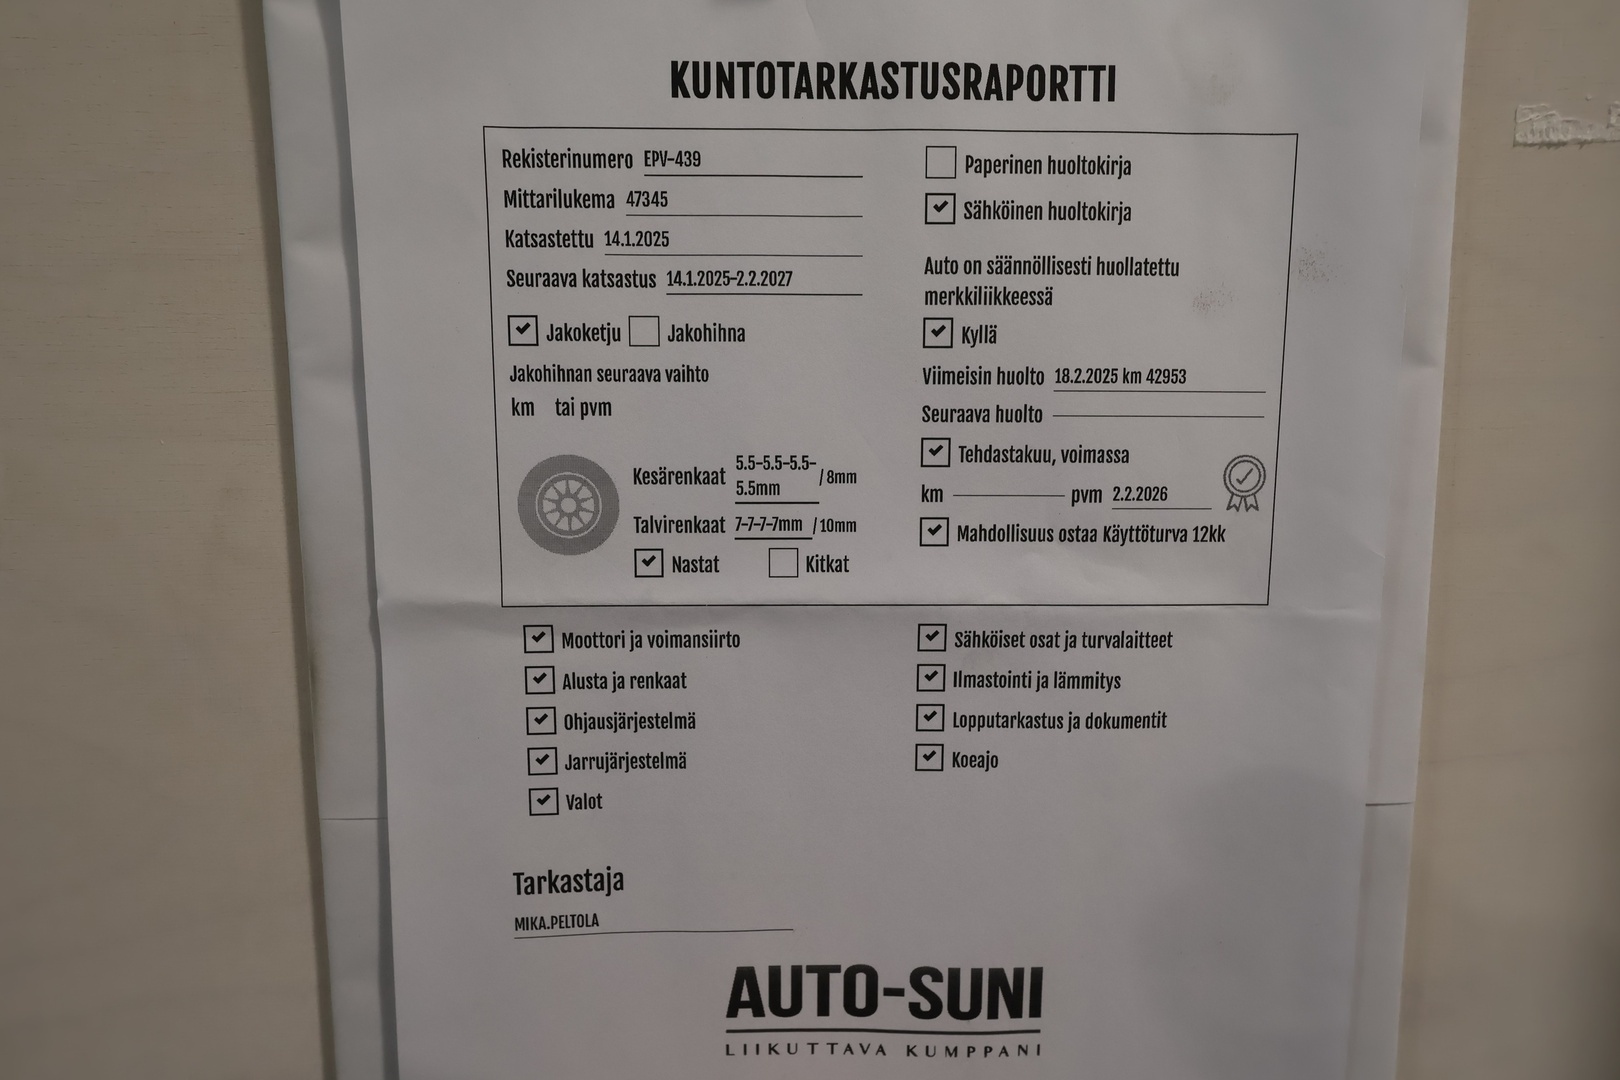 KUNTOTARKASTUSRAPORTTI
Rekisterinumero EPV-439
Mittarilukema 47345
Katsastettu 14.1.2025
Seuraava katsastus 14.1.2025-2.2.2027
Jakoketju Jakohihna
Jakohihnan seuraava vaihto
km tai pvm
Kesärenkaat 5.5-5.5-5.5-
5.5mm /8mm
Talvirenkaat 7-7-7-7mm /10mm
Nastat Kitkat
Paperinen huoltokirja
Sähköinen huoltokirja
Auto on säännöllisesti huollatettu
merkkiliikkeessä
Kyllä
Viimeisin huolto 18.2.2025 km 42953
Seuraava huolto
Tehdastakuu, voimassa
km pvm 2.2.2026
Mahdollisuus ostaa Käyttöturva 12kk
Moottori ja voimansiirto
Alusta ja renkaat
Ohjausjärjestelmä
Jarrujärjestelmä
Valot
Sähköiset osat ja turvalaitteet
Ilmastointi ja lämmitys
Lopputarkastus ja dokumentit
Koeajo
Tarkastaja
MIKA.PELTOLA
AUTO-SUNI
LIIKUTTAVA KUMPPANI